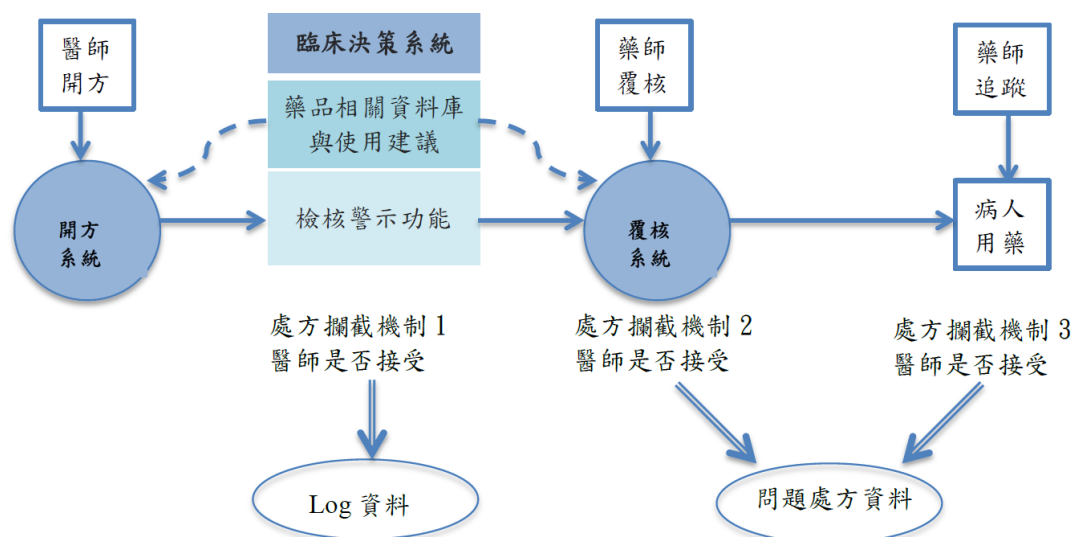 醫師
開方
臨床決策系統
藥品相關資料庫
與使用建議
檢核警示功能
藥師
覆核
藥師
追蹤
開方
系統
覆核
系統
病人
用藥
處方攔截機制 1
醫師是否接受
處方攔截機制 2
醫師是否接受
處方攔截機制 3
醫師是否接受
Log 資料
問題處方資料